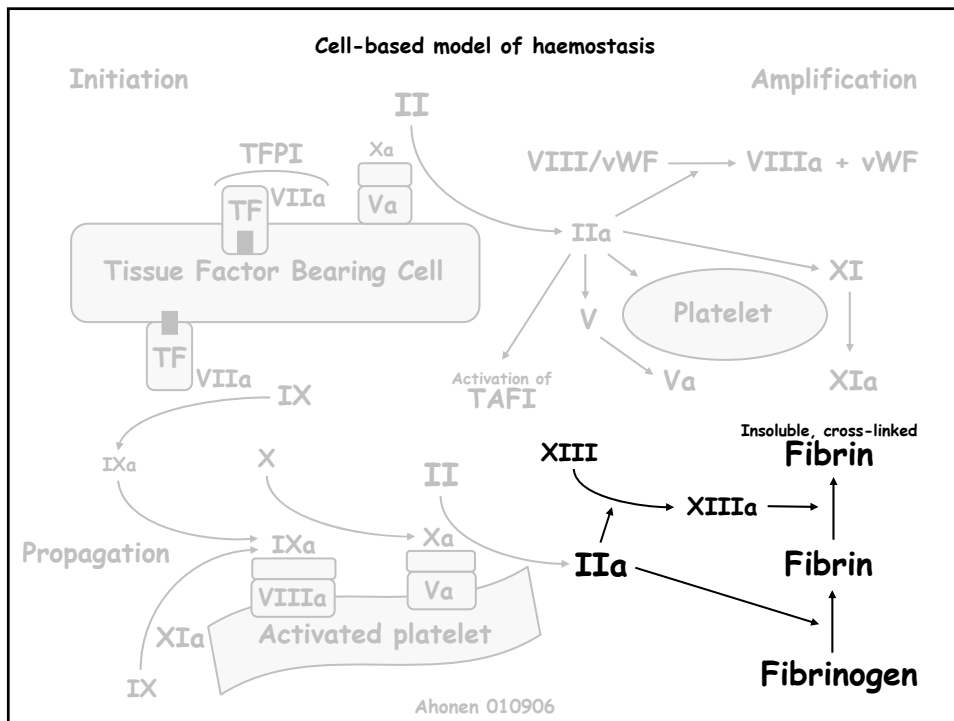 Cell-based model of haemostasis
Initiation
Amplification
II
TFPI
Xa
VIII/vWF
VIIIa + vWF
TF
VIIa
Va
IIa
Tissue Factor Bearing Cell
XI
V
Platelet
TF
VIIa
Activation of
TAFI
Va
XIa
IX
Insoluble, cross-linked
Fibrin
XIII
IXa
X
II
XIIIa
Propagation
IXa
Xa
IIa
Fibrin
VIIIa
Va
XIa
Activated platelet
IX
Fibrinogen
Ahonen 010906